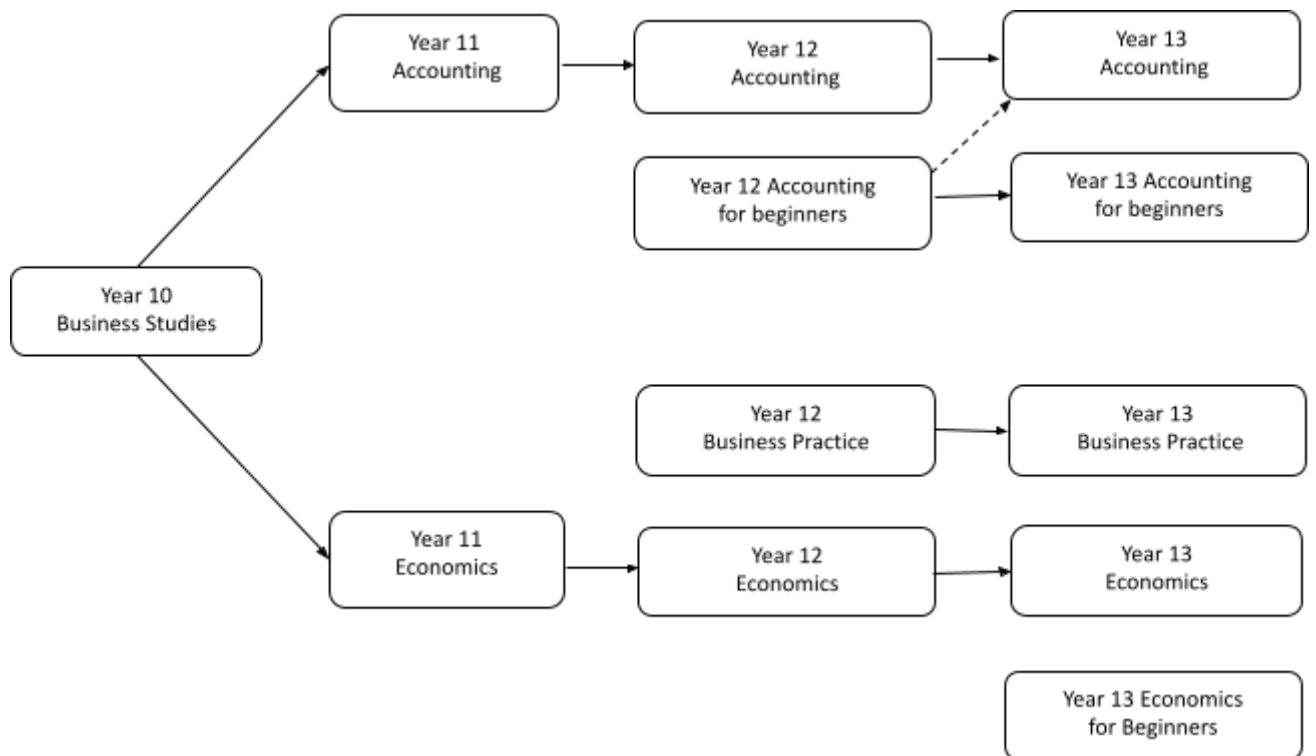 Year 11
Accounting
Year 12
Accounting
Year 13
Accounting
Year 12 Accounting
for beginners
Year 13 Accounting
for beginners
Year 10
Business Studies
Year 12
Business Practice
Year 13
Business Practice
Year 11
Economics
Year 12
Economics
Year 13
Economics
Year 13 Economics
for Beginners